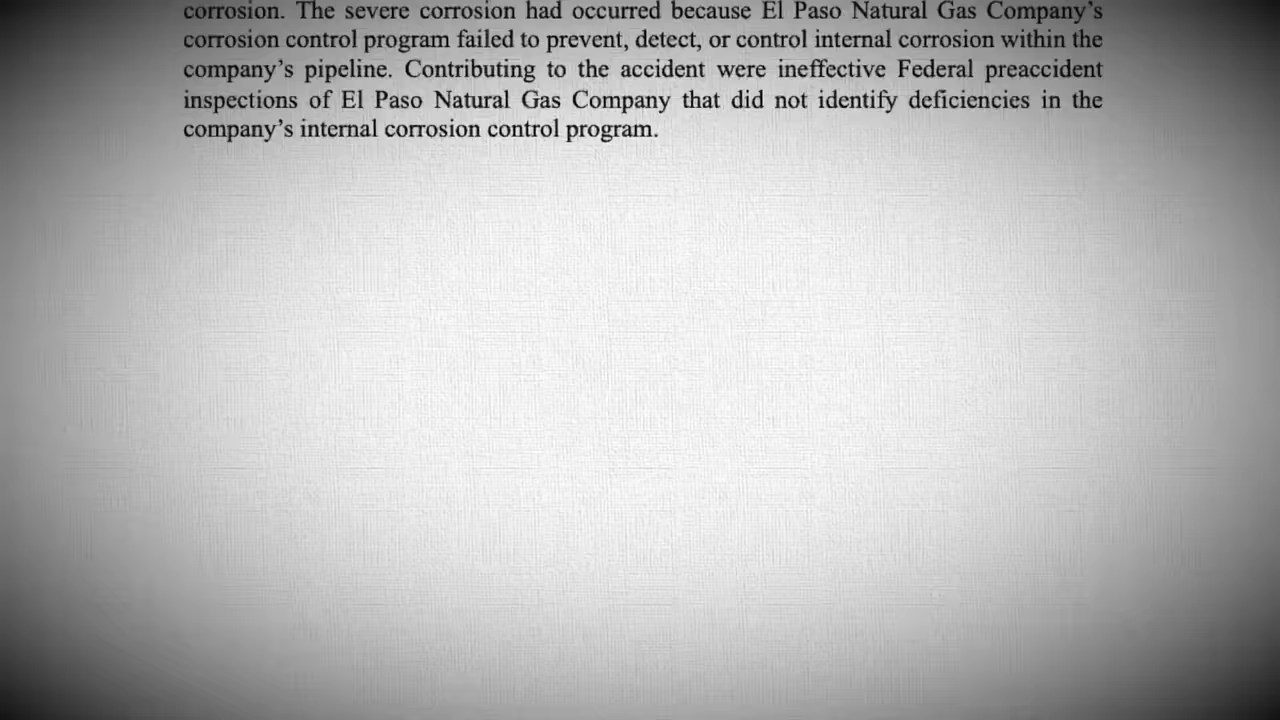 corrosion. The severe corrosion had occurred because El Paso Natural Gas Company’s
corrosion control program failed to prevent, detect, or control internal corrosion within the
company’s pipeline. Contributing to the accident were ineffective Federal preaccident
inspections of El Paso Natural Gas Company that did not identify deficiencies in the
company’s internal corrosion control program.